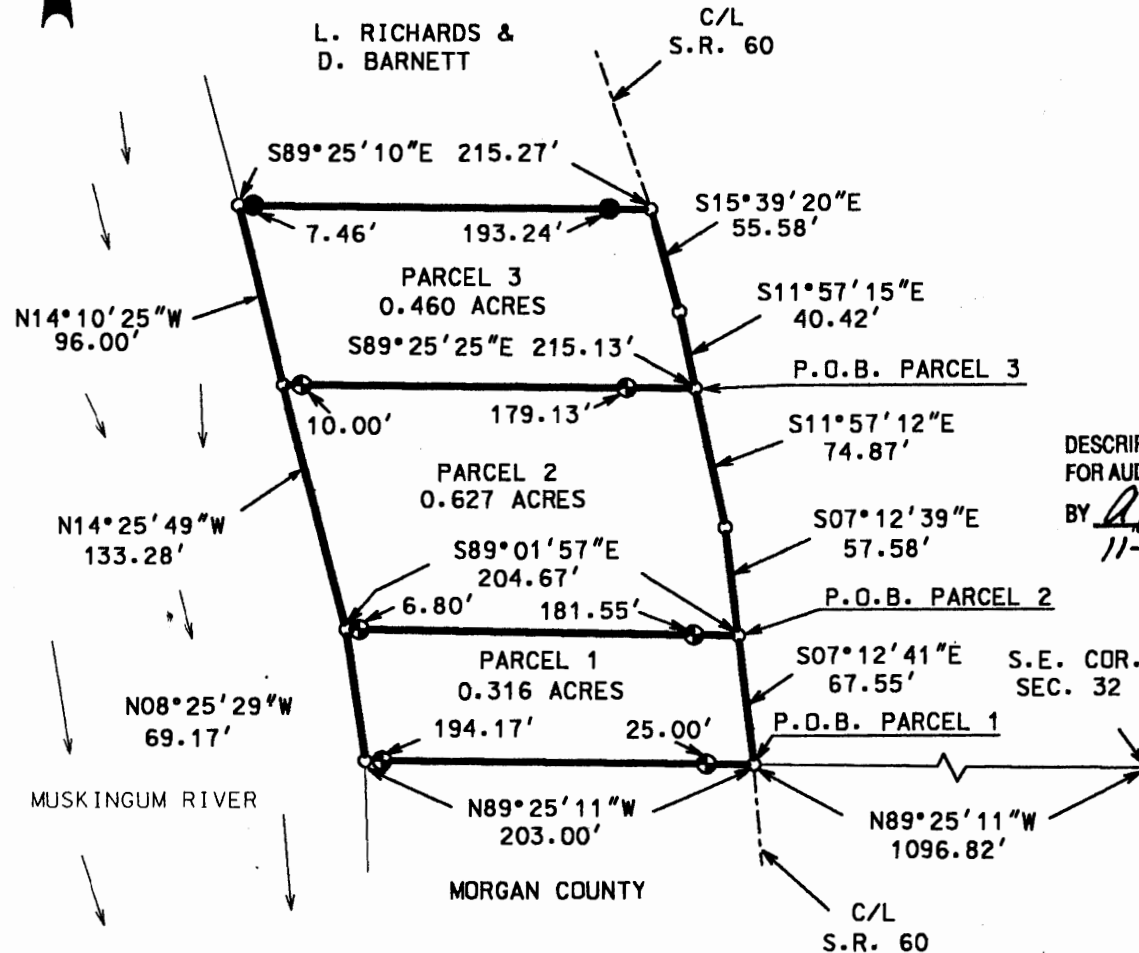 L. RICHARDS &
D. BARNETT
C/L
S.R. 60
S89°25'10"E 215.27'
7.46'
193.24'
S15°39'20"E
55.58'
PARCEL 3
0.460 ACRES
N14°10'25"W
96.00'
S11°57'15"E
40.42'
S89°25'25"E 215.13'
P.O.B. PARCEL 3
10.00'
179.13'
S11°57'12"E
74.87'
PARCEL 2
0.627 ACRES
N14°25'49"W
133.28'
S07°12'39"E
57.58'
S89°01'57"E
204.67'
6.80'
181.55'
P.O.B. PARCEL 2
PARCEL 1
0.316 ACRES
S07°12'41"E
67.55'
S.E. COR.
SEC. 32
N08°25'29"W
69.17'
194.17'
25.00'
P.O.B. PARCEL 1
MUSKINGUM RIVER
N89°25'11"W
203.00'
N89°25'11"W
1096.82'
MORGAN COUNTY
C/L
S.R. 60
FOR
BY
11-